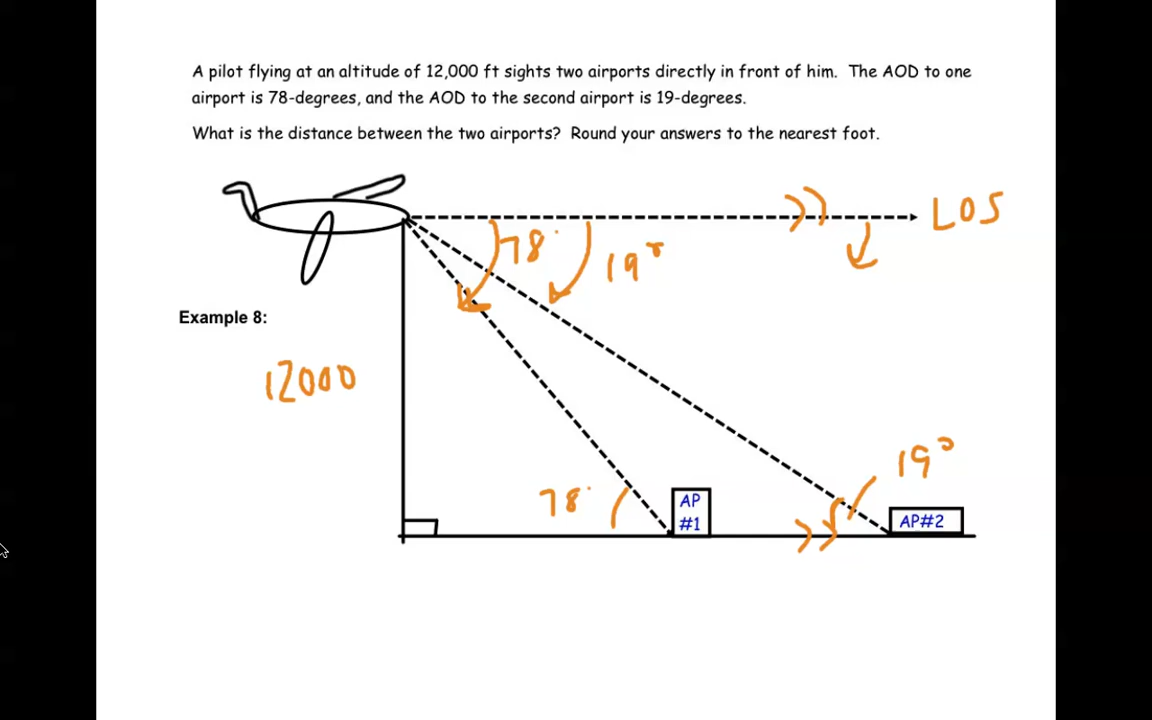 A pilot flying at an altitude of 12,000 ft sights two airports directly in front of him. The AOD to one
airport is 78-degrees, and the AOD to the second airport is 19-degrees.
What is the distance between the two airports? Round your answers to the nearest foot.
LOS
78°
19°
Example 8:
12000
19°
78°
AP
#1
AP#2